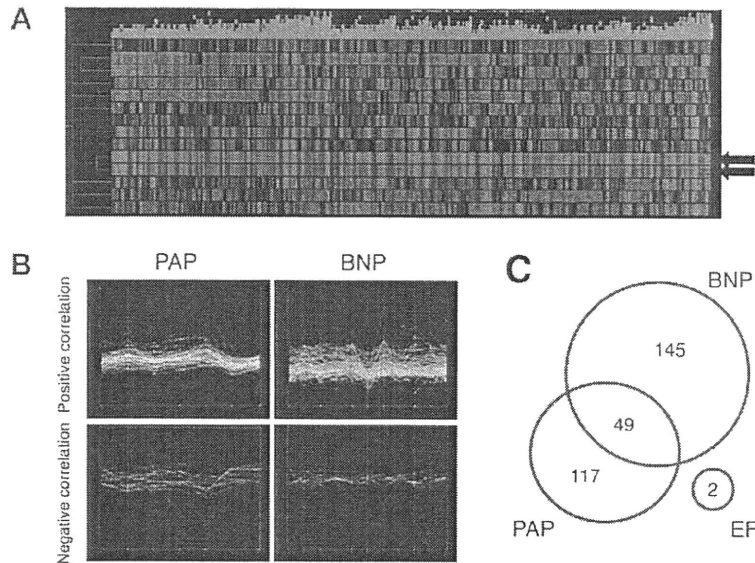 A
B
PAP
BNP
Positive correlation
Negative correlation
C
BNP
145
49
117
2
PAP
EF